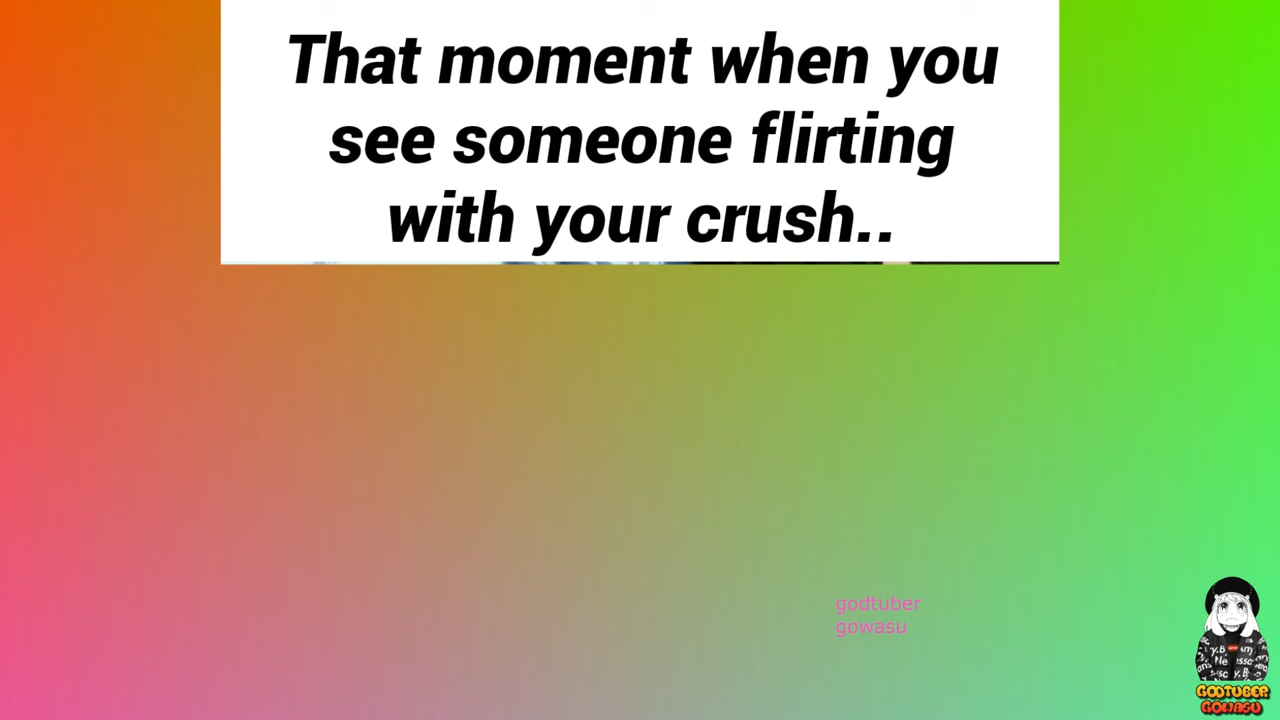 That moment when you
see someone flirting
with your crush..
godtuber
gowasu
GODTUBER
GOWASU